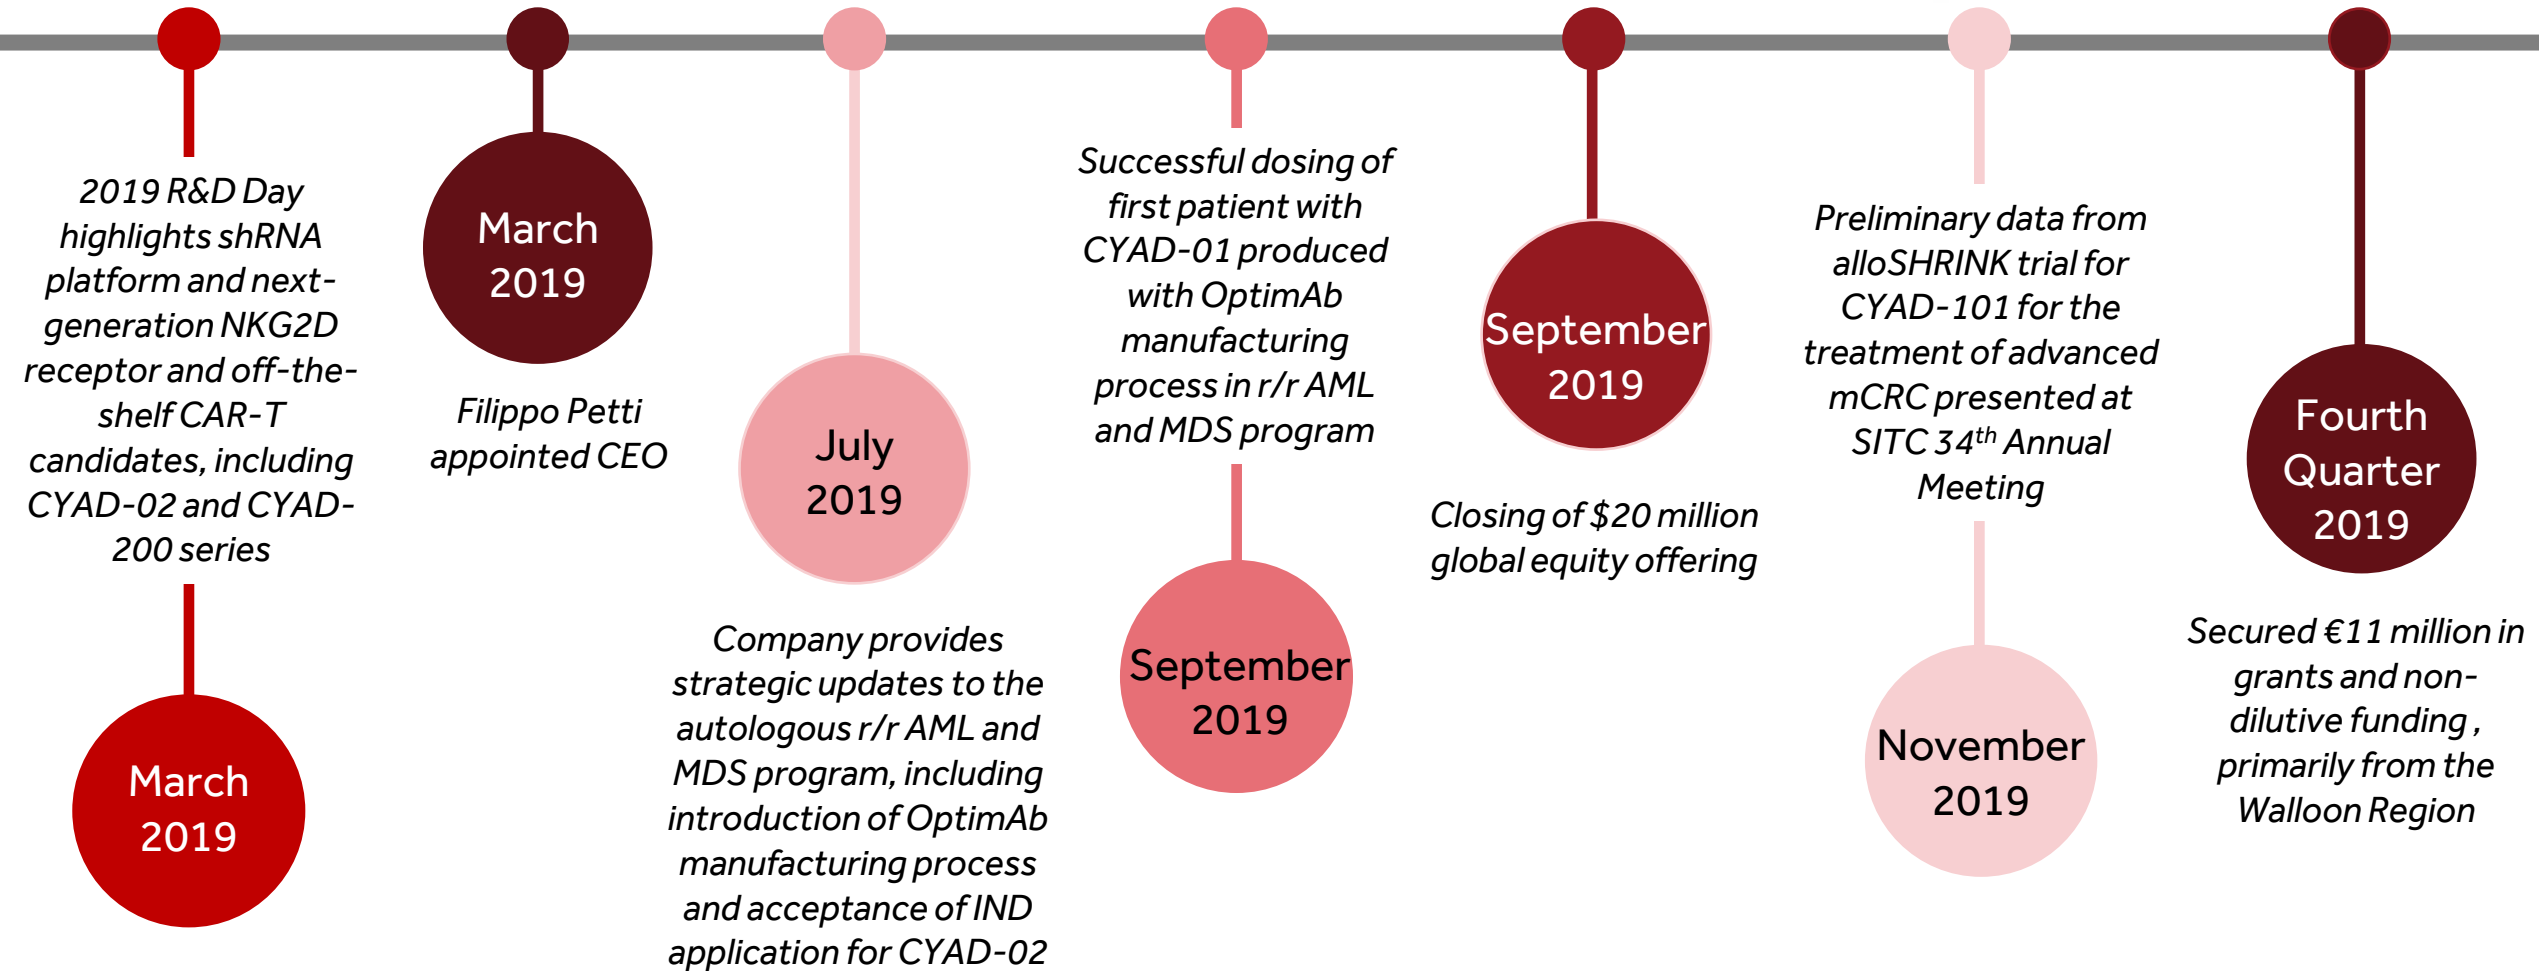 2019 R&D Day
highlights shRNA
platform and next-
generation NKG2D
receptor and off-the-
shelf CAR-T
candidates, including
CYAD-02 and CYAD-
200 series
March
2019
March
2019
Filippo Petti
appointed CEO
July
2019
Company provides
strategic updates to the
autologous r/r AML and
MDS program, including
introduction of OptimAb
manufacturing process
and acceptance of IND
application for CYAD-02
Successful dosing of
first patient with
CYAD-01 produced
with OptimAb
manufacturing
process in r/r AML
and MDS program
September
2019
September
2019
Closing of $20 million
global equity offering
Preliminary data from
alloSHRINK trial for
CYAD-101 for the
treatment of advanced
mCRC presented at
SITC 34th Annual
Meeting
November
2019
Fourth
Quarter
2019
Secured €11 million in
grants and non-
dilutive funding ,
primarily from the
Walloon Region